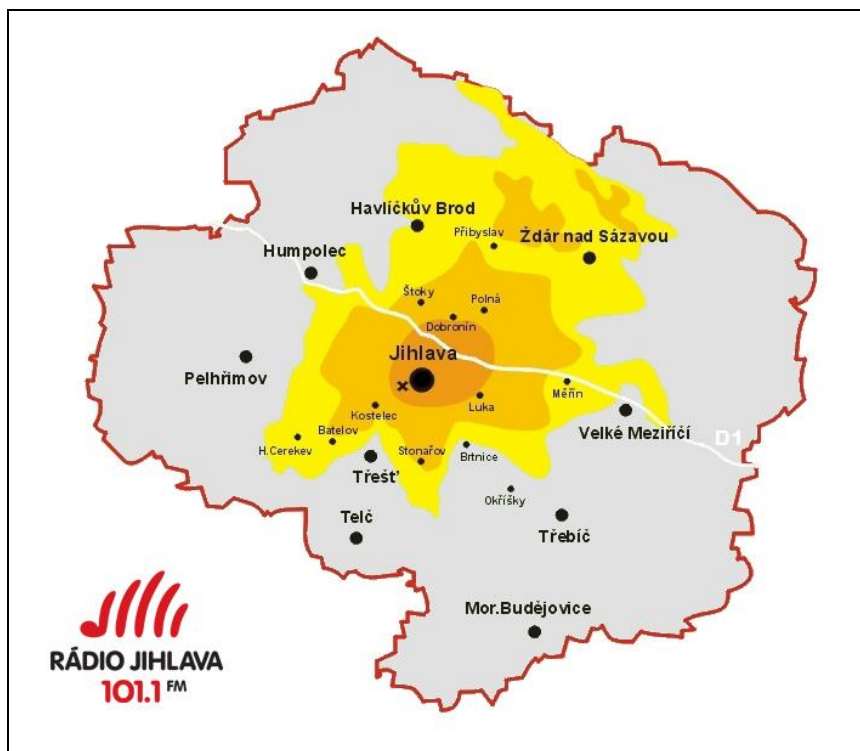 Havlíčkův Brod
Přibyslav
Ždár nad Sázavou
Humpolec
Štoky
Polná
Dobronín
Jihlava
Pelhřimov
Měřín
Kostelec
Luka
Velké Meziříčí
D1
H.Cerekev
Batelov
Stonařov
Brtnice
Třešť
Okříšky
Telč
Třebíč
Mor.Budějovice
RÁDIO JIHLAVA
101.1 FM